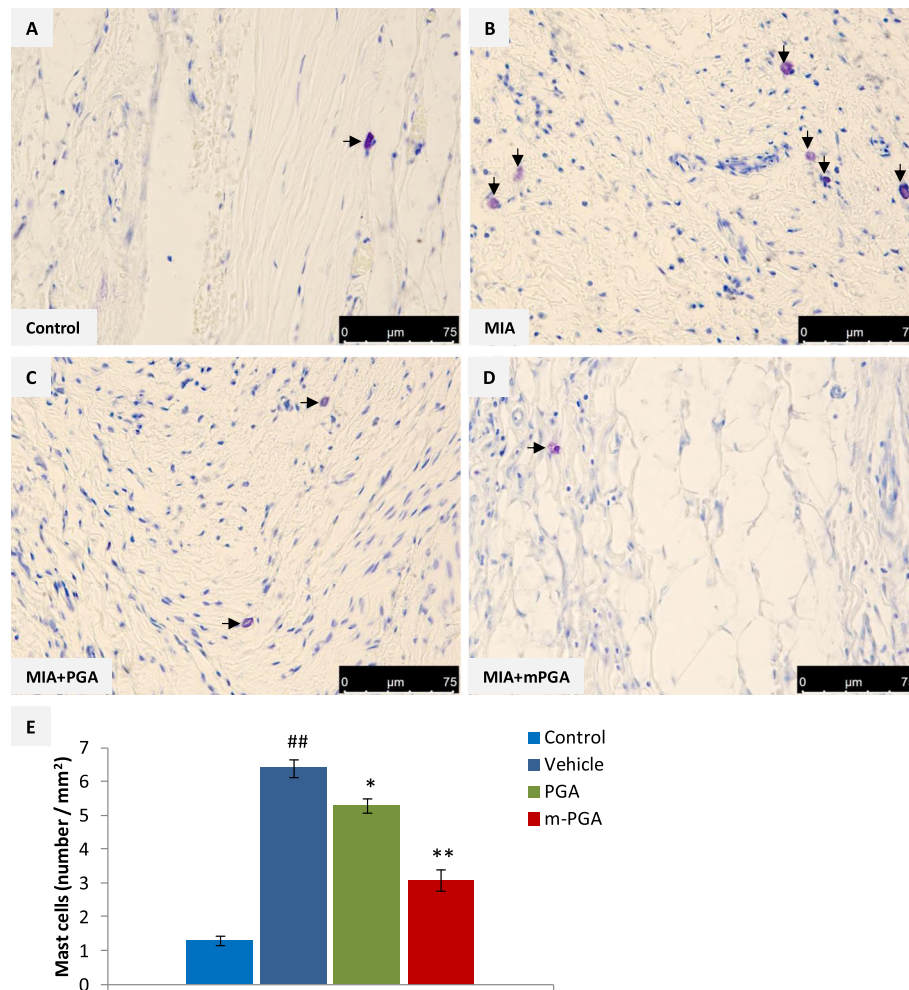 A
B
Control
0 µm 75
MIA
0 µm 7
C
D
MIA+PGA
0 µm 75
MIA+mPGA
0 µm 7
E
Mast cells (number / mm²)
7
6
5
4
3
2
1
0
##
*
**
Control
Vehicle
PGA
m-PGA